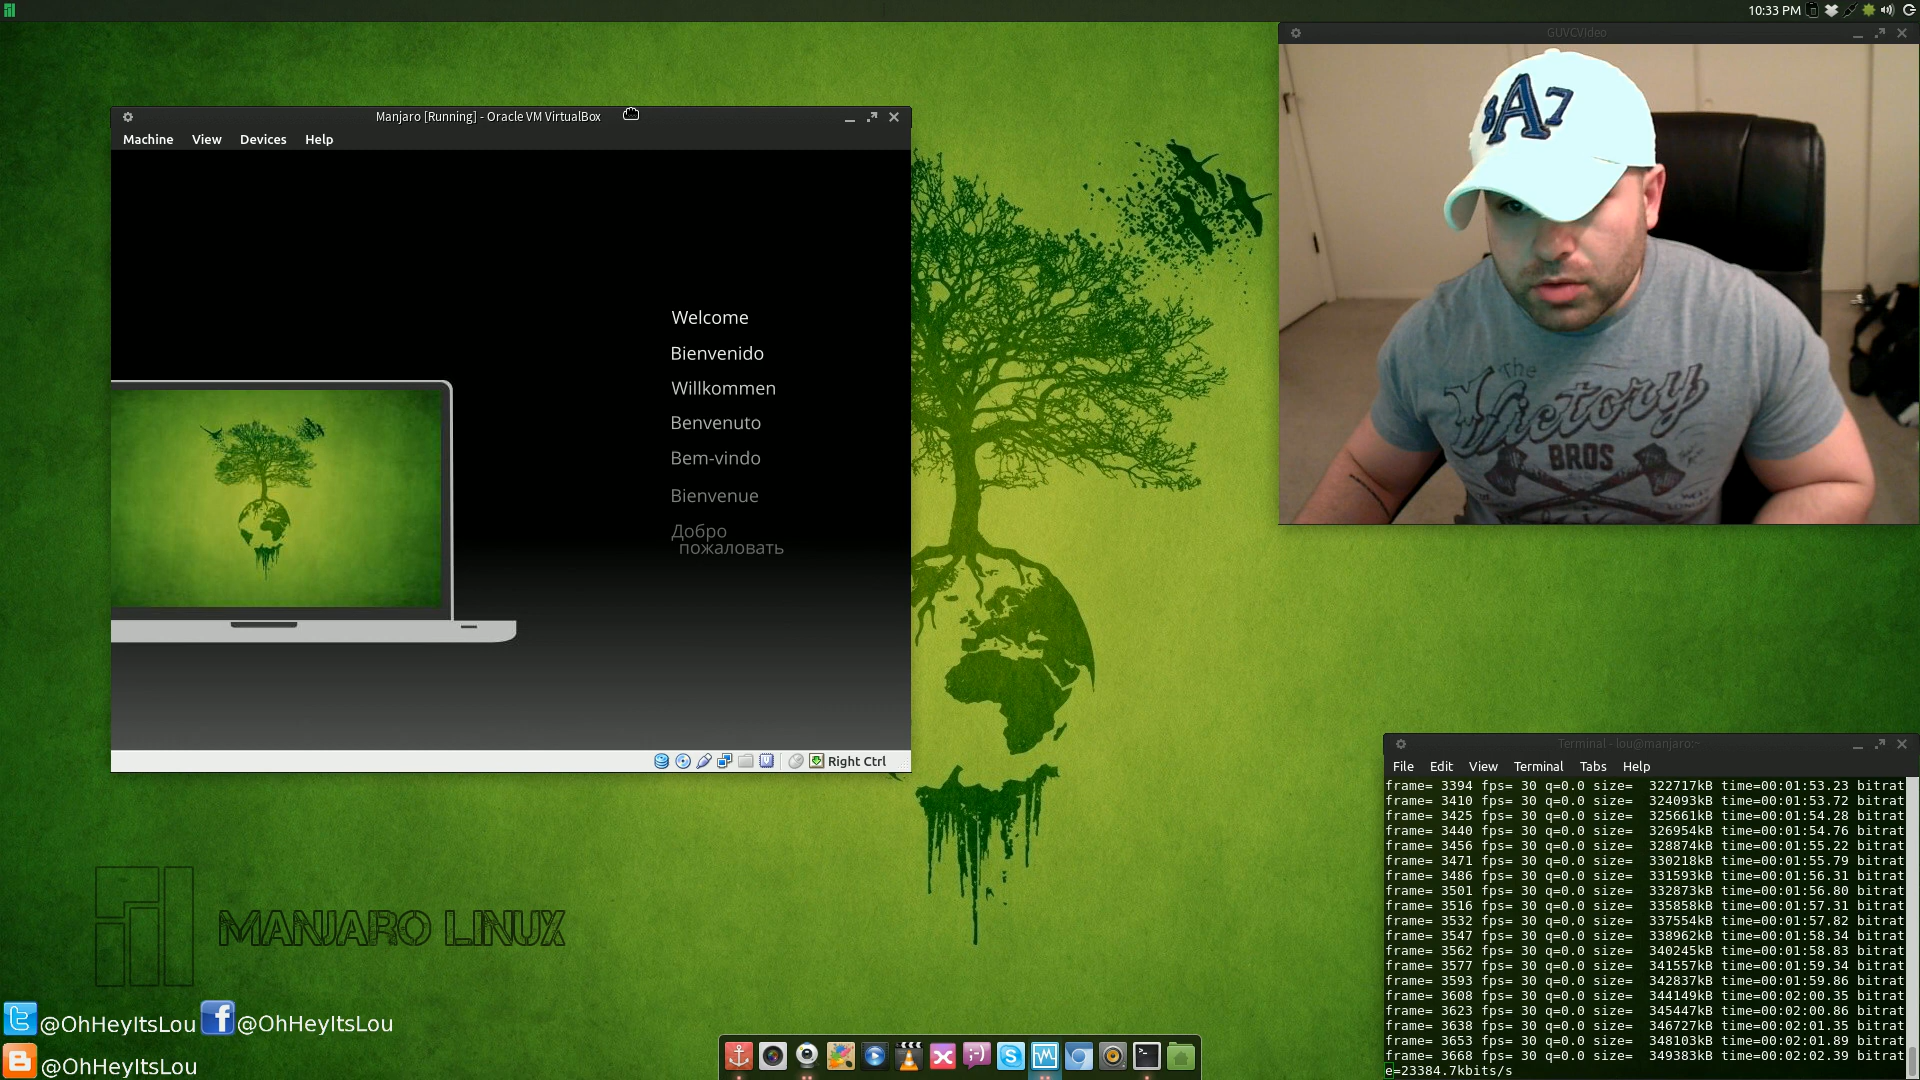 10:33 PM
GUVCVideo
Manjaro [Running] - Oracle VM VirtualBox
Machine View Devices Help
Welcome
Bienvenido
Willkommen
Benvenuto
Bem-vindo
Bienvenue
Добро
пожаловать
Right Ctrl
A 7
The
Victory
BROS
MANJARO LINUX
@OhHeyItsLou @OhHeyItsLou
@OhHeyItsLou
Terminal - lou@manjaro:~
File Edit View Terminal Tabs Help
frame= 3394 fps= 30 q=0.0 size= 322717kB time=00:01:53.23 bitrat
frame= 3410 fps= 30 q=0.0 size= 324093kB time=00:01:53.72 bitrat
frame= 3425 fps= 30 q=0.0 size= 325661kB time=00:01:54.28 bitrat
frame= 3440 fps= 30 q=0.0 size= 326954kB time=00:01:54.76 bitrat
frame= 3456 fps= 30 q=0.0 size= 328874kB time=00:01:55.22 bitrat
frame= 3471 fps= 30 q=0.0 size= 330218kB time=00:01:55.79 bitrat
frame= 3486 fps= 30 q=0.0 size= 331593kB time=00:01:56.31 bitrat
frame= 3501 fps= 30 q=0.0 size= 332873kB time=00:01:56.80 bitrat
frame= 3516 fps= 30 q=0.0 size= 335858kB time=00:01:57.31 bitrat
frame= 3532 fps= 30 q=0.0 size= 337554kB time=00:01:57.82 bitrat
frame= 3547 fps= 30 q=0.0 size= 338962kB time=00:01:58.34 bitrat
frame= 3562 fps= 30 q=0.0 size= 340245kB time=00:01:58.83 bitrat
frame= 3577 fps= 30 q=0.0 size= 341557kB time=00:01:59.34 bitrat
frame= 3593 fps= 30 q=0.0 size= 342837kB time=00:01:59.86 bitrat
frame= 3608 fps= 30 q=0.0 size= 344149kB time=00:02:00.35 bitrat
frame= 3623 fps= 30 q=0.0 size= 345447kB time=00:02:00.86 bitrat
frame= 3638 fps= 30 q=0.0 size= 346727kB time=00:02:01.35 bitrat
frame= 3653 fps= 30 q=0.0 size= 348103kB time=00:02:01.89 bitrat
frame= 3668 fps= 30 q=0.0 size= 349383kB time=00:02:02.39 bitrat
e=23384.7kbits/s